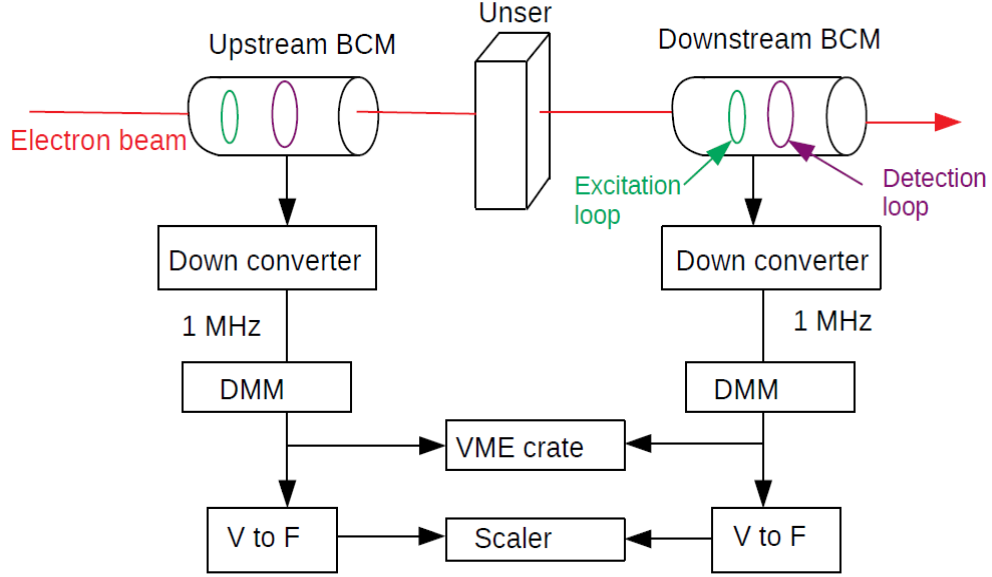 Unser
Upstream BCM
Downstream BCM
Electron beam
Excitation
loop
Detection
loop
Down converter
Down converter
1 MHz
1 MHz
DMM
DMM
VME crate
V to F
Scaler
V to F